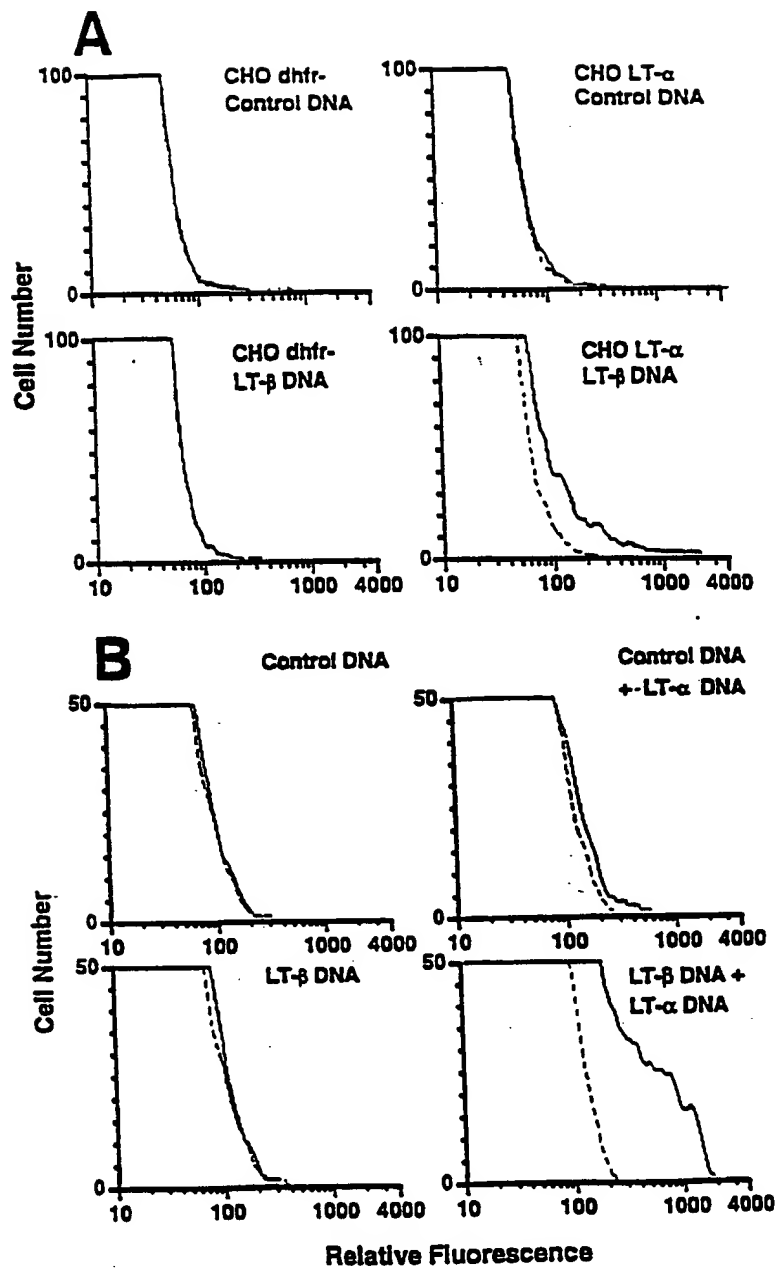 A
100
CHO dhfr-
Control DNA
0
100
CHO LT-α
Control DNA
0
Cell Number
100
CHO dhfr-
LT-β DNA
0
10 100 1000 4000
100
CHO LT-α
LT-β DNA
0
10 100 1000 4000
B
Control DNA
50
0
10 100 1000 4000
Control DNA
+-LT-α DNA
50
0
10 100 1000 4000
Cell Number
50
LT-β DNA
0
10 100 1000 4000
50
LT-β DNA +
LT-α DNA
0
10 100 1000 4000
Relative Fluorescence